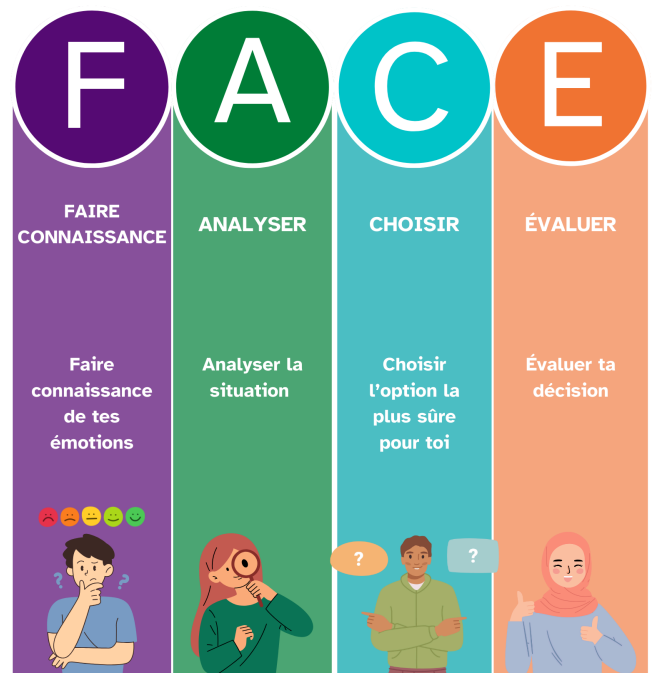 F
FAIRE
CONNAISSANCE
Faire
connaissance
de tes
émotions
? ?
A
ANALYSER
Analyser la
situation
C
CHOISIR
Choisir
l’option la
plus sûre
pour toi
? ?
E
ÉVALUER
Évaluer ta
décision